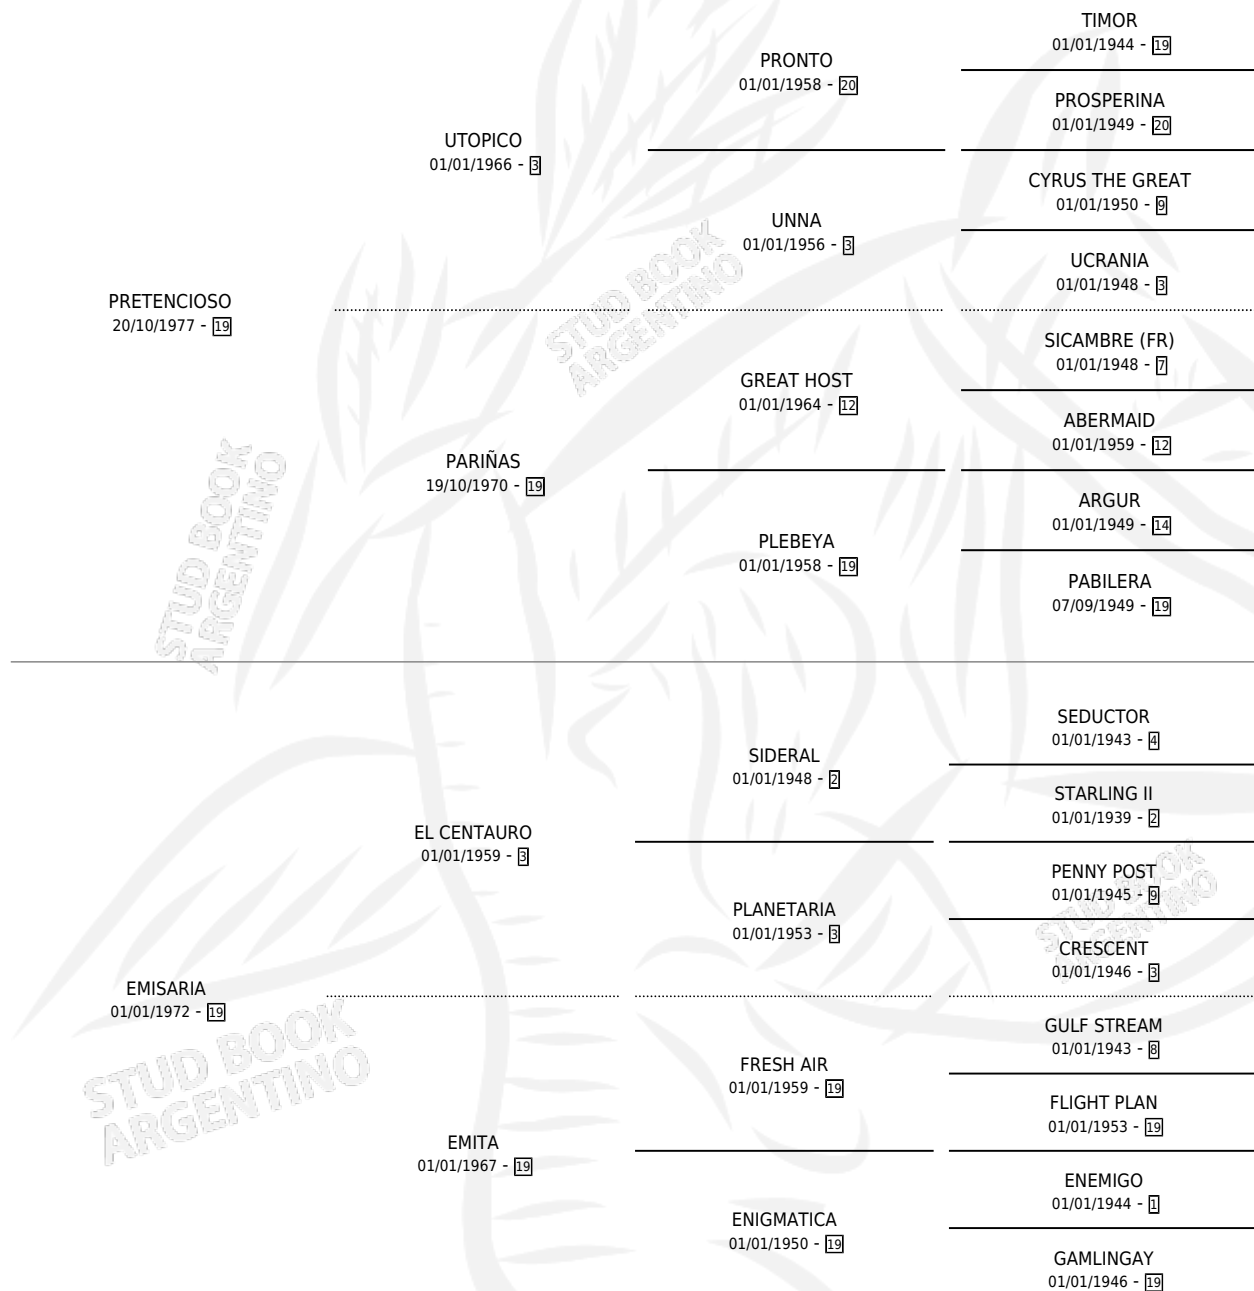 TIMOR
01/01/1944 - 19
PRONTO
01/01/1958 - 20
PROSPERINA
01/01/1949 - 20
UTOPICO
01/01/1966 - 3
CYRUS THE GREAT
01/01/1950 - 9
UNNA
01/01/1956 - 3
UCRANIA
01/01/1948 - 3
PRETENCIOSO
20/10/1977 - 19
SICAMBRE (FR)
01/01/1948 - 7
GREAT HOST
01/01/1964 - 12
ABERMAID
01/01/1959 - 12
PARIÑAS
19/10/1970 - 19
ARGUR
01/01/1949 - 14
PLEBEYA
01/01/1958 - 19
PABILERA
07/09/1949 - 19
STUD BOOK
ARGENTINO
STUD BOOK
ARGENTINO
SEDUCTOR
01/01/1943 - 4
SIDERAL
01/01/1948 - 2
STARLING II
01/01/1939 - 2
EL CENTAURO
01/01/1959 - 3
PENNY POST
01/01/1945 - 9
PLANETARIA
01/01/1953 - 3
CRESCENT
01/01/1946 - 3
STUD BOOK
ARGENTINO
EMISARIA
01/01/1972 - 19
GULF STREAM
01/01/1943 - 8
FRESH AIR
01/01/1959 - 19
FLIGHT PLAN
01/01/1953 - 19
STUD BOOK
ARGENTINO
EMITA
01/01/1967 - 19
ENEMIGO
01/01/1944 - 1
ENIGMATICA
01/01/1950 - 19
GAMLINGAY
01/01/1946 - 19